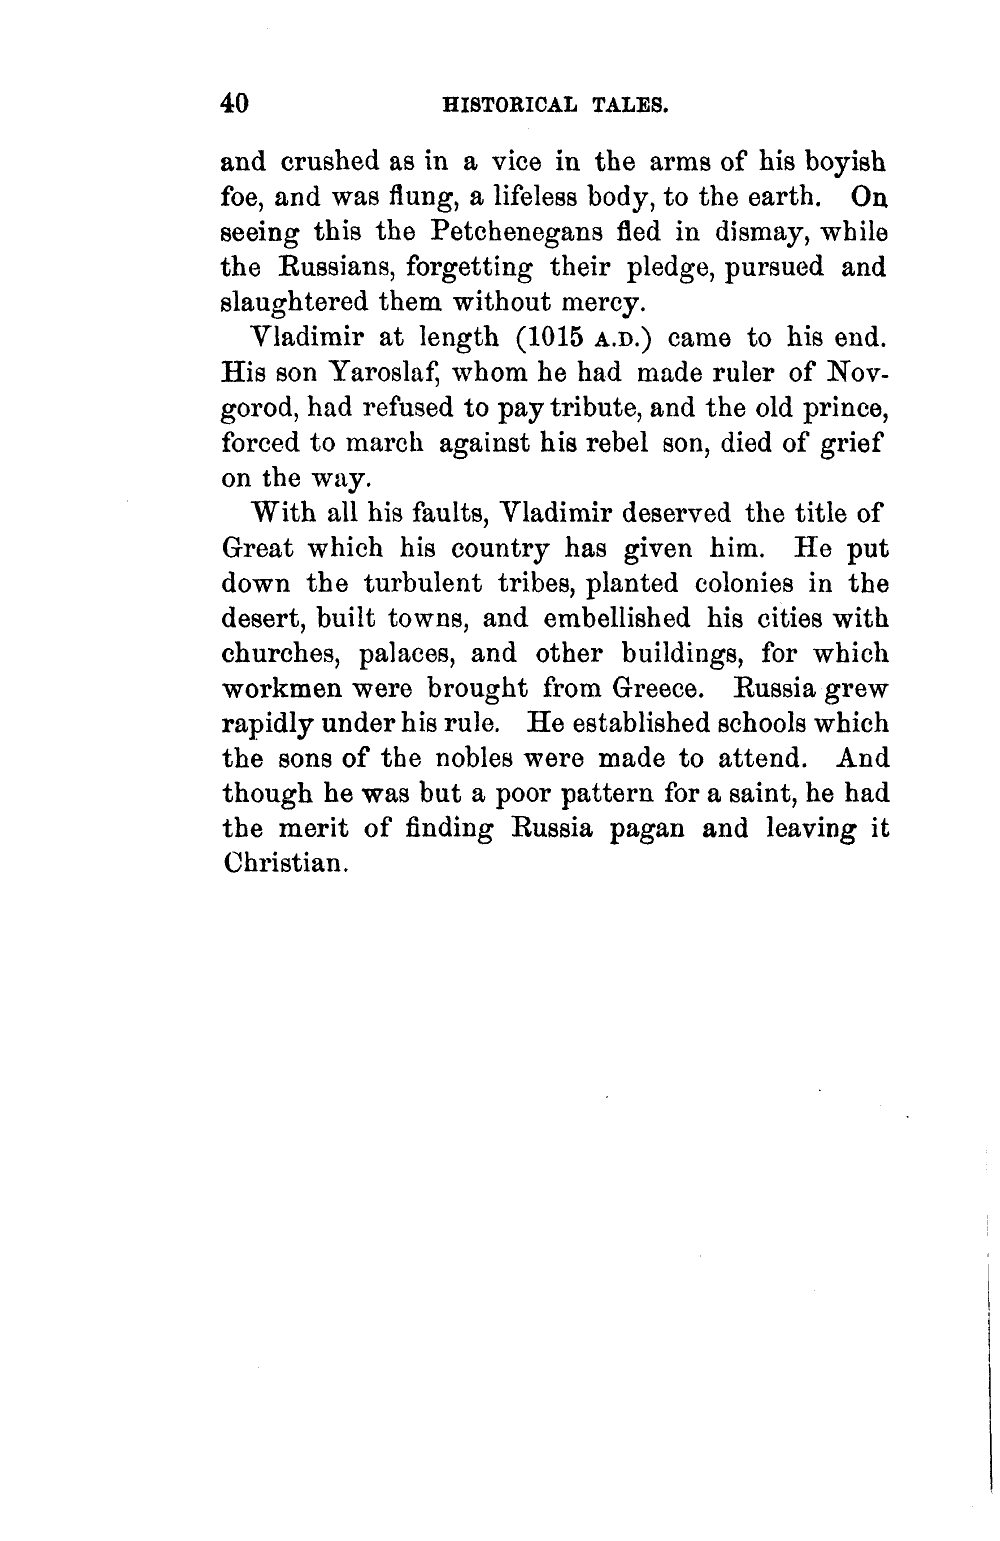 40 HISTORICAL TALES.
and crushed as in a vice in the arms of his boyish
foe, and was flung, a lifeless body, to the earth. On
seeing this the Petchenegans fled in dismay, while
the Russians, forgetting their pledge, pursued and
slaughtered them without mercy.
Vladimir at length (1015 A.D.) came to his end.
His son Yaroslaf, whom he had made ruler of Nov-
gorod, had refused to pay tribute, and the old prince,
forced to march against his rebel son, died of grief
on the way.
With all his faults, Vladimir deserved the title of
Great which his country has given him. He put
down the turbulent tribes, planted colonies in the
desert, built towns, and embellished his cities with
churches, palaces, and other buildings, for which
workmen were brought from Greece. Russia grew
rapidly under his rule. He established schools which
the sons of the nobles were made to attend. And
though he was but a poor pattern for a saint, he had
the merit of finding Russia pagan and leaving it
Christian.